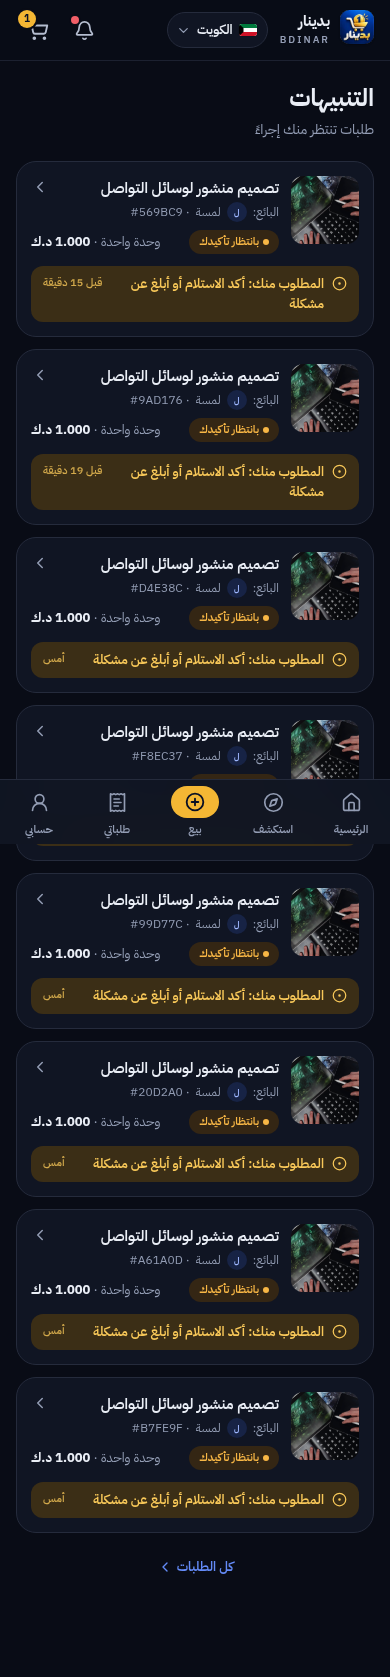 بدينار
BDINAR
الكويت
1
التنبيهات
طلبات تنتظر منك إجراءً
تصميم منشور لوسائل التواصل
البائع: ل لمسة · #569BC9
بانتظار تأكيدك
وحدة واحدة · 1.000 د.ك
المطلوب منك: أكد الاستلام أو أبلغ عن مشكلة
قبل 15 دقيقة
تصميم منشور لوسائل التواصل
البائع: ل لمسة · #9AD176
بانتظار تأكيدك
وحدة واحدة · 1.000 د.ك
المطلوب منك: أكد الاستلام أو أبلغ عن مشكلة
قبل 19 دقيقة
تصميم منشور لوسائل التواصل
البائع: ل لمسة · #D4E38C
بانتظار تأكيدك
وحدة واحدة · 1.000 د.ك
المطلوب منك: أكد الاستلام أو أبلغ عن مشكلة
أمس
تصميم منشور لوسائل التواصل
البائع: ل لمسة · #F8EC37
الرئيسية
استكشف
بيع
طلباتي
حسابي
تصميم منشور لوسائل التواصل
البائع: ل لمسة · #99D77C
بانتظار تأكيدك
وحدة واحدة · 1.000 د.ك
المطلوب منك: أكد الاستلام أو أبلغ عن مشكلة
أمس
تصميم منشور لوسائل التواصل
البائع: ل لمسة · #20D2A0
بانتظار تأكيدك
وحدة واحدة · 1.000 د.ك
المطلوب منك: أكد الاستلام أو أبلغ عن مشكلة
أمس
تصميم منشور لوسائل التواصل
البائع: ل لمسة · #A61A0D
بانتظار تأكيدك
وحدة واحدة · 1.000 د.ك
المطلوب منك: أكد الاستلام أو أبلغ عن مشكلة
أمس
تصميم منشور لوسائل التواصل
البائع: ل لمسة · #B7FE9F
بانتظار تأكيدك
وحدة واحدة · 1.000 د.ك
المطلوب منك: أكد الاستلام أو أبلغ عن مشكلة
أمس
كل الطلبات